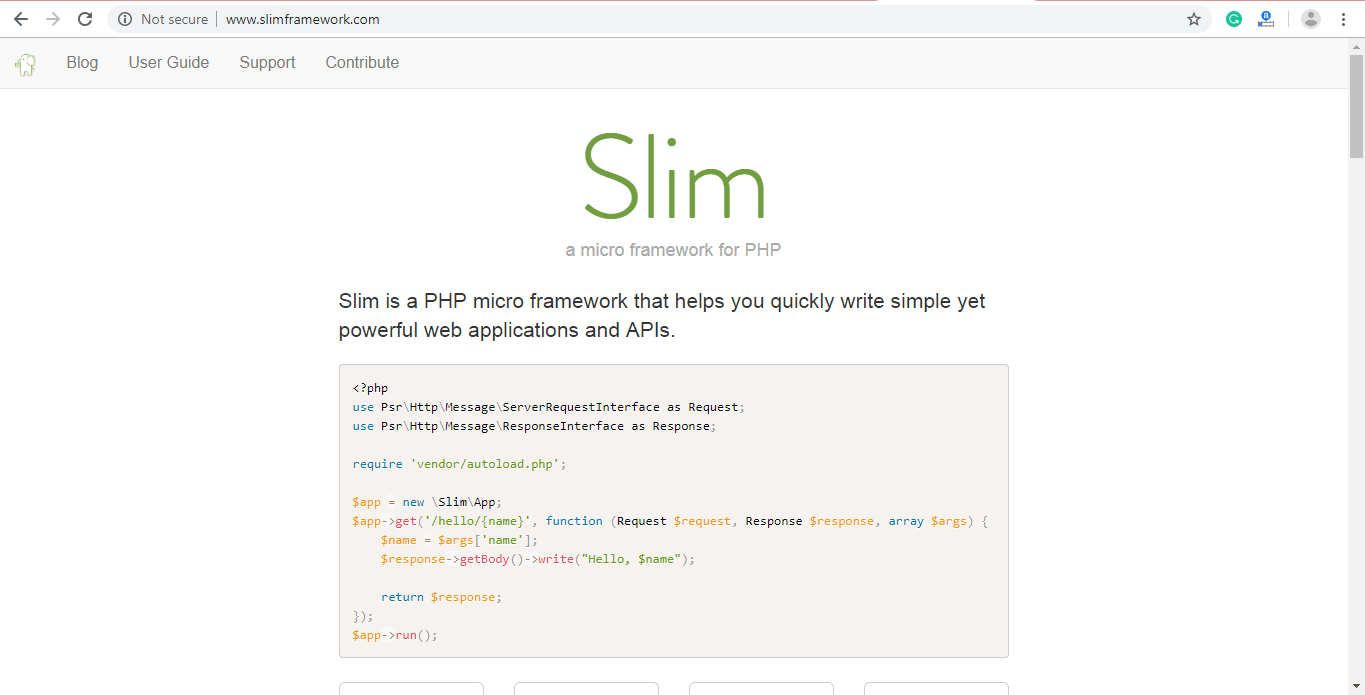 Not secure www.slimframework.com
Blog User Guide Support Contribute
Slim
a micro framework for PHP
Slim is a PHP micro framework that helps you quickly write simple yet
powerful web applications and APIs.
<?php
use Psr\Http\Message\ServerRequestInterface as Request;
use Psr\Http\Message\ResponseInterface as Response;
require 'vendor/autoload.php';
$app = new \Slim\App;
$app->get('/hello/{name}', function (Request $request, Response $response, array $args) {
    $name = $args['name'];
    $response->getBody()->write("Hello, $name");
    return $response;
});
$app->run();